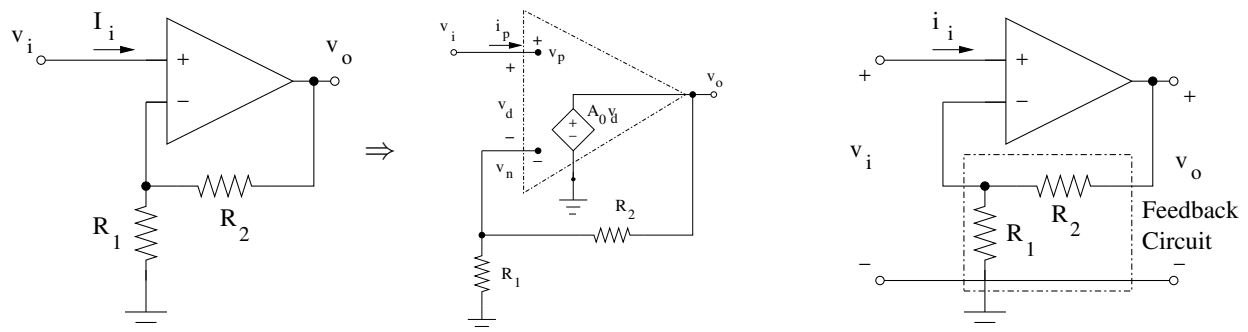 I i
v i
+
−
v o
R 1
R 2
⇒
v i
i p
+
v p
+
v d
−
v n
−
A 0 v d
+
−
v o
R 2
R 1
i i
+
+
−
+
v i
v o
R 1
R 2
Feedback
Circuit
−
−